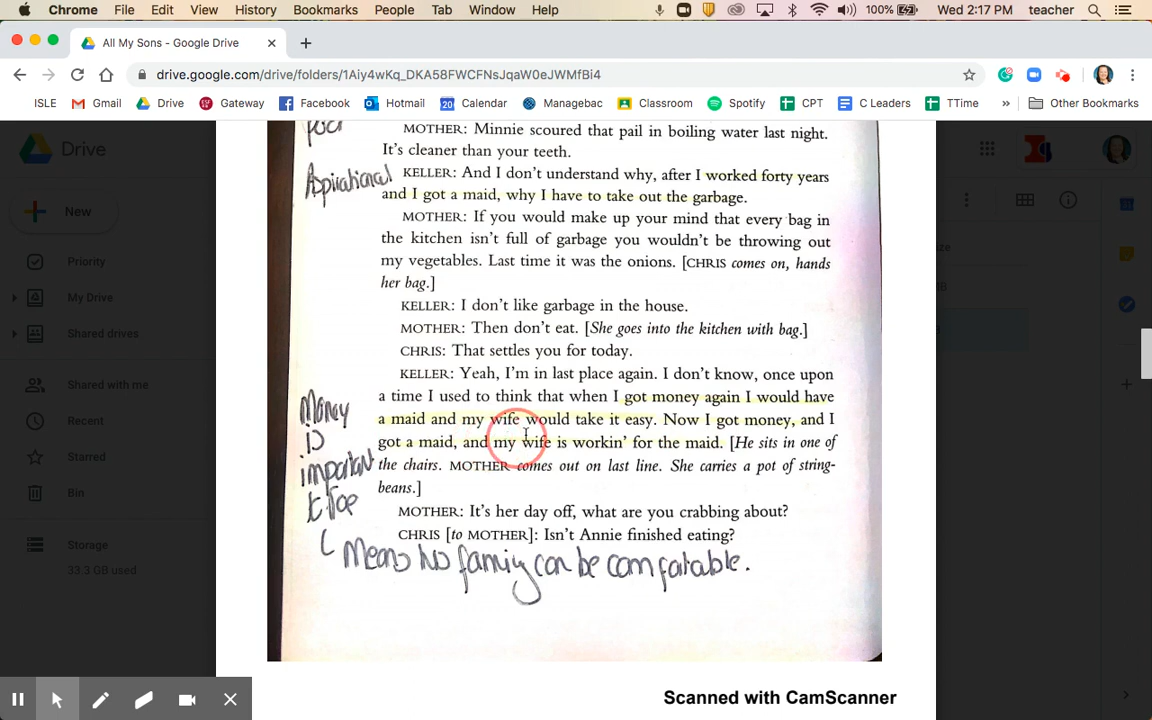 Chrome File Edit View History Bookmarks People Tab Window Help 100% Wed 2:17 PM teacher
All My Sons - Google Drive
drive.google.com/drive/folders/1Aiy4wKq_DKA58FWCFNsJqaW0eJWMfBi4
ISLE Gmail Drive Gateway Facebook Hotmail 20 Calendar Managebac Classroom Spotify CPT C Leaders TTime » Other Bookmarks
Drive
New
Priority
My Drive
Shared drives
Shared with me
Recent
Starred
Bin
Storage
33.3 GB used
MOTHER: Minnie scoured that pail in boiling water last night.
It's cleaner than your teeth.
Aspirational
KELLER: And I don't understand why, after I worked forty years
and I got a maid, why I have to take out the garbage.
MOTHER: If you would make up your mind that every bag in
the kitchen isn't full of garbage you wouldn't be throwing out
my vegetables. Last time it was the onions. [CHRIS comes on, hands
her bag.]
KELLER: I don't like garbage in the house.
MOTHER: Then don't eat. [She goes into the kitchen with bag.]
CHRIS: That settles you for today.
KELLER: Yeah, I'm in last place again. I don't know, once upon
a time I used to think that when I got money again I would have
a maid and my wife would take it easy. Now I got money, and I
got a maid, and my wife is workin' for the maid. [He sits in one of
the chairs. MOTHER comes out on last line. She carries a pot of string-
beans.]
MOTHER: It's her day off, what are you crabbing about?
CHRIS [to MOTHER]: Isn't Annie finished eating?
Money
is
important
to Joe
Means his family can be comfortable.
Scanned with CamScanner